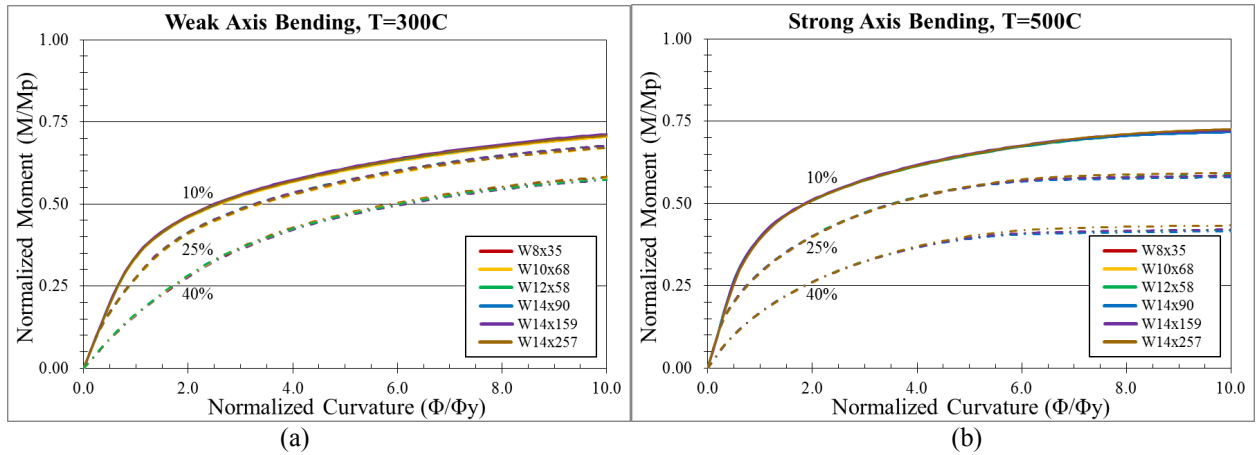 Weak Axis Bending, T=300C
Normalized Moment (M/Mp)
1.00
0.75
0.50
0.25
0.00
10%
25%
40%
W8x35
W10x68
W12x58
W14x90
W14x159
W14x257
0.0 2.0 4.0 6.0 8.0 10.0
Normalized Curvature (Φ/Φy)
(a)
Strong Axis Bending, T=500C
Normalized Moment (M/Mp)
1.00
0.75
0.50
0.25
0.00
10%
25%
40%
W8x35
W10x68
W12x58
W14x90
W14x159
W14x257
0.0 2.0 4.0 6.0 8.0 10.0
Normalized Curvature (Φ/Φy)
(b)